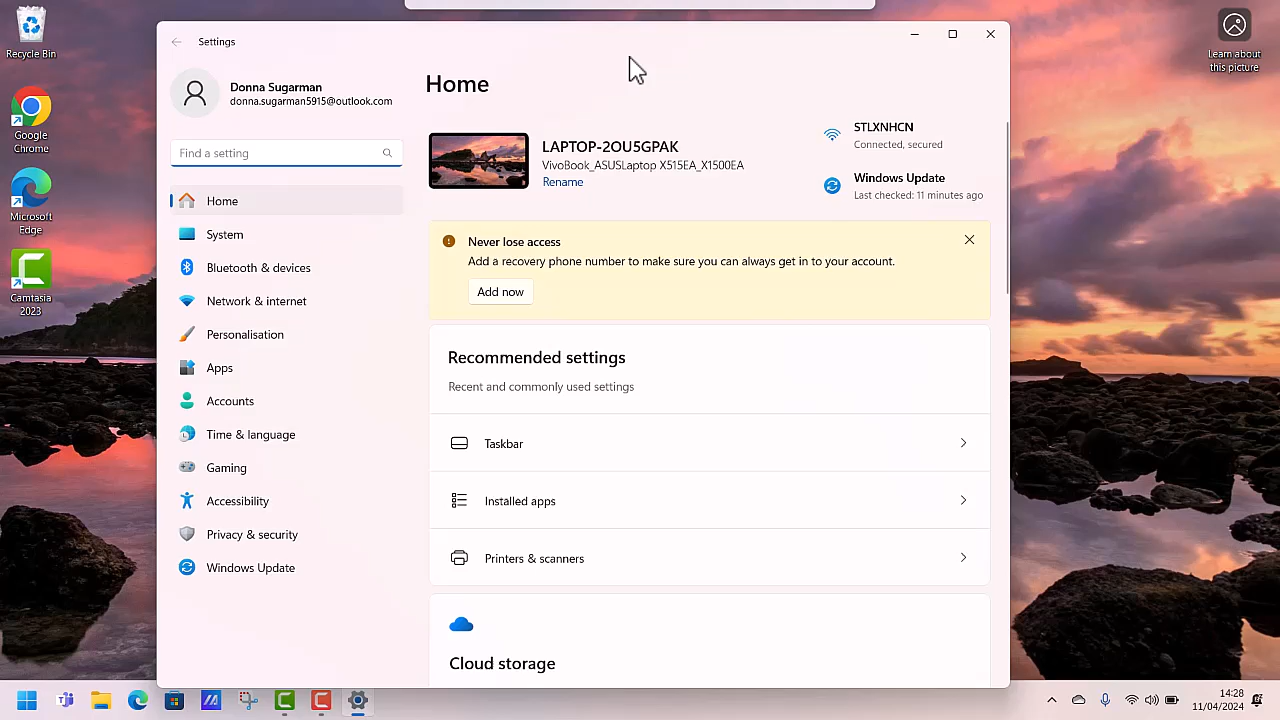 Recycle Bin
Google
Chrome
Microsoft
Edge
Camtasia
2023
Learn about
this picture
Settings
Donna Sugarman
donna.sugarman5915@outlook.com
Find a setting
Home
System
Bluetooth & devices
Network & internet
Personalisation
Apps
Accounts
Time & language
Gaming
Accessibility
Privacy & security
Windows Update
Home
LAPTOP-2OU5GPAK
VivoBook_ASUSLaptop X515EA_X1500EA
Rename
STLXNHCN
Connected, secured
Windows Update
Last checked: 11 minutes ago
Never lose access
Add a recovery phone number to make sure you can always get in to your account.
Add now
Recommended settings
Recent and commonly used settings
Taskbar
Installed apps
Printers & scanners
Cloud storage
14:28
11/04/2024